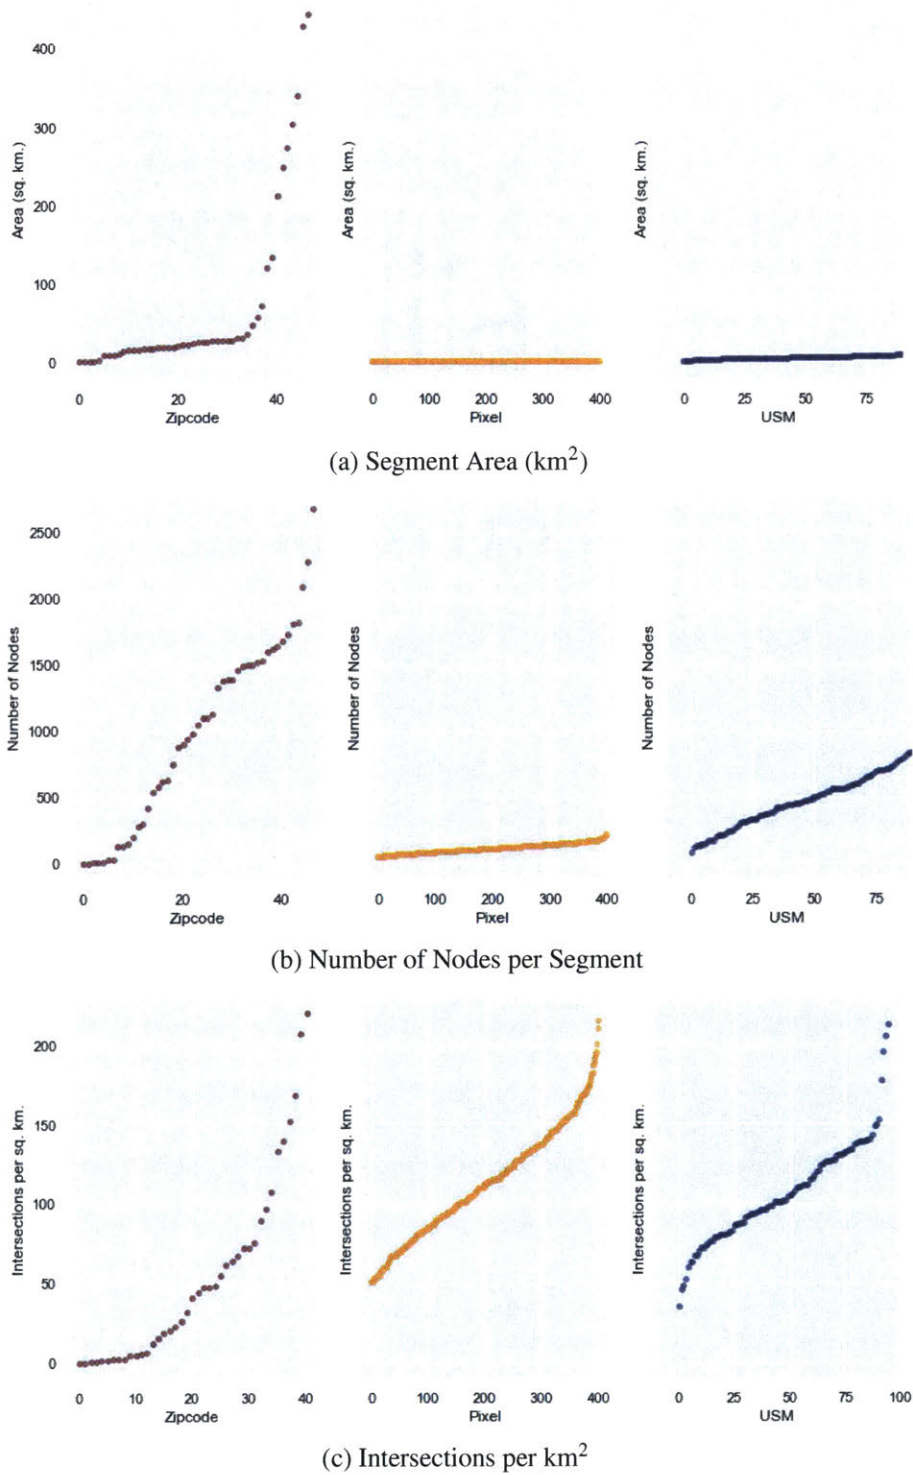 400
300
200
100
0
Area (sq. km.)
0 20 40
Zipcode
Area (sq. km.)
0 100 200 300 400
Pixel
Area (sq. km.)
0 25 50 75
USM
(a) Segment Area (km²)
2500
2000
1500
1000
500
0
Number of Nodes
0 20 40
Zipcode
Number of Nodes
0 100 200 300 400
Pixel
Number of Nodes
0 25 50 75
USM
(b) Number of Nodes per Segment
200
150
100
50
0
Intersections per sq. km.
0 10 20 30 40
Zipcode
Intersections per sq. km.
0 100 200 300 400
Pixel
Intersections per sq. km.
0 25 50 75 100
USM
(c) Intersections per km²